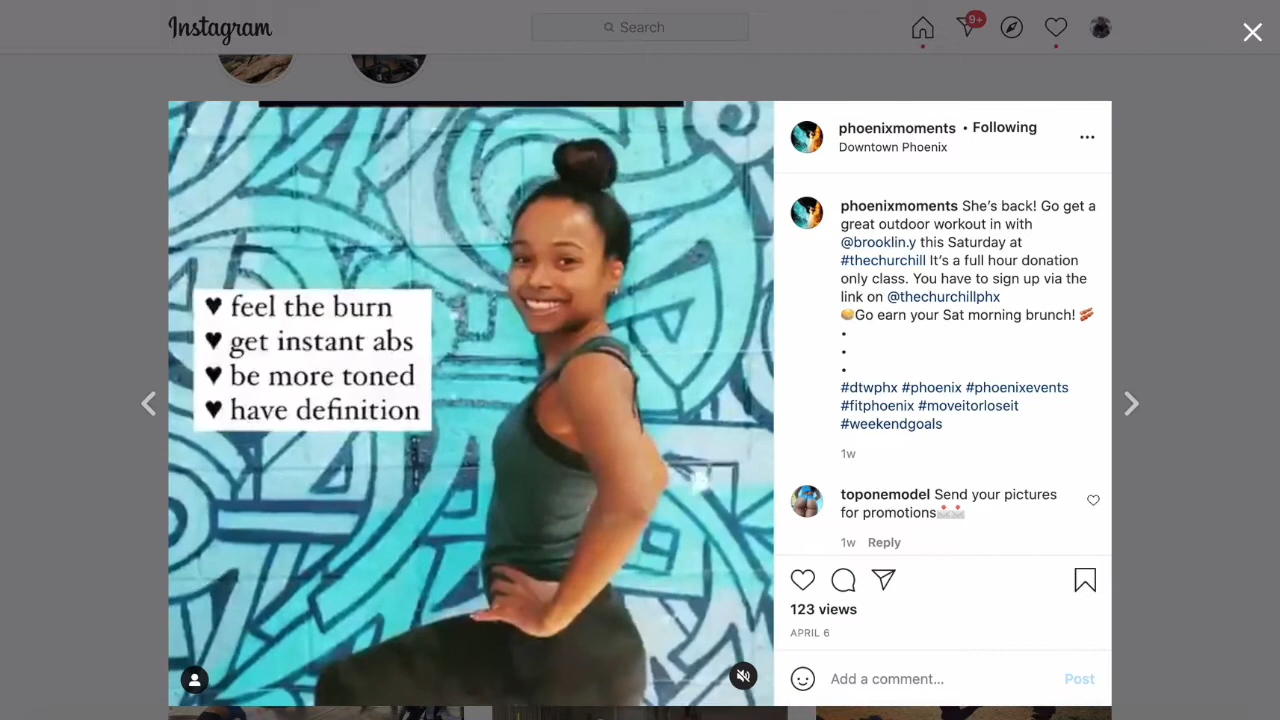 Instagram
Search
9+
phoenixmoments • Following
Downtown Phoenix
♥ feel the burn
♥ get instant abs
♥ be more toned
♥ have definition
phoenixmoments She’s back! Go get a
great outdoor workout in with
@brooklin.y this Saturday at
#thechurchill It’s a full hour donation
only class. You have to sign up via the
link on @thechurchillphx
🥞Go earn your Sat morning brunch! 🥓
•
•
•
#dtwphx #phoenix #phoenixevents
#fitphoenix #moveitorloseit
#weekendgoals
1w
toponemodel Send your pictures
for promotions💌💌
1w Reply
123 views
APRIL 6
Add a comment... Post